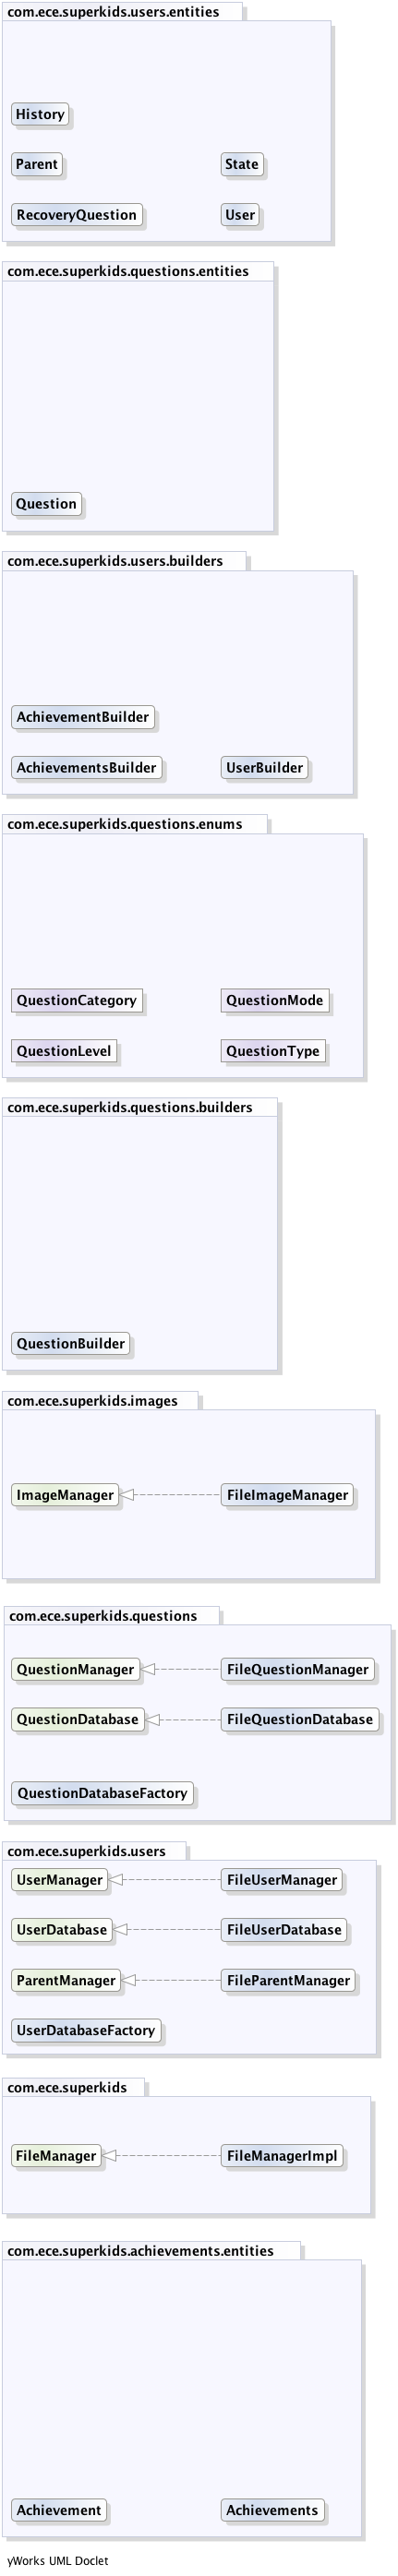 com.ece.superkids.users.entities
History
Parent
State
RecoveryQuestion
User
com.ece.superkids.questions.entities
Question
com.ece.superkids.users.builders
AchievementBuilder
AchievementsBuilder
UserBuilder
com.ece.superkids.questions.enums
QuestionCategory
QuestionMode
QuestionLevel
QuestionType
com.ece.superkids.questions.builders
QuestionBuilder
com.ece.superkids.images
ImageManager
FileImageManager
com.ece.superkids.questions
QuestionManager
FileQuestionManager
QuestionDatabase
FileQuestionDatabase
QuestionDatabaseFactory
com.ece.superkids.users
UserManager
FileUserManager
UserDatabase
FileUserDatabase
ParentManager
FileParentManager
UserDatabaseFactory
com.ece.superkids
FileManager
FileManagerImpl
com.ece.superkids.achievements.entities
Achievement
Achievements
yWorks UML Doclet